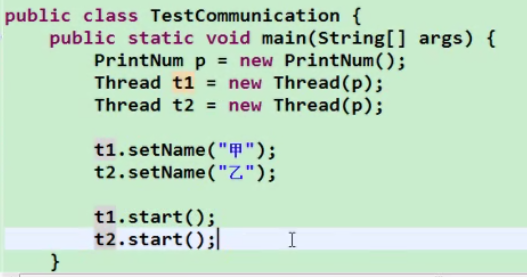 public class TestCommunication {
    public static void main(String[] args) {
        PrintNum p = new PrintNum();
        Thread t1 = new Thread(p);
        Thread t2 = new Thread(p);

        t1.setName("甲");
        t2.setName("乙");

        t1.start();
        t2.start();
    }